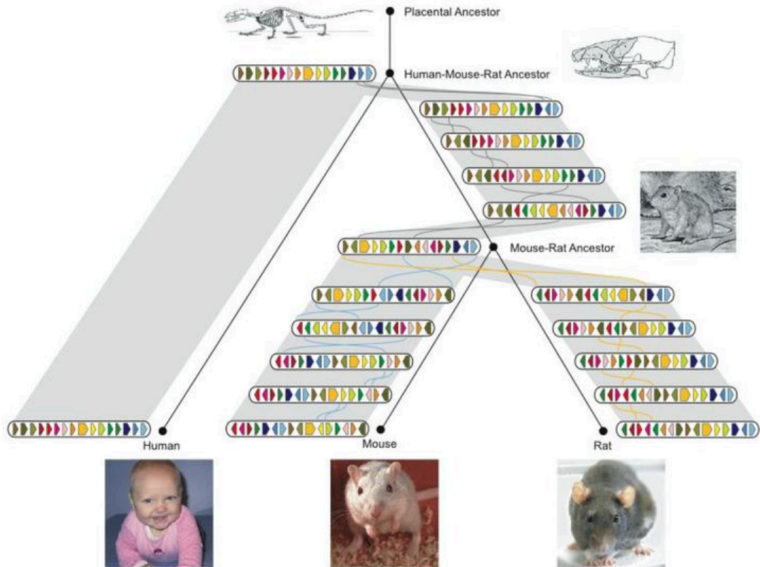 Placental Ancestor
Human-Mouse-Rat Ancestor
Mouse-Rat Ancestor
Human
Mouse
Rat